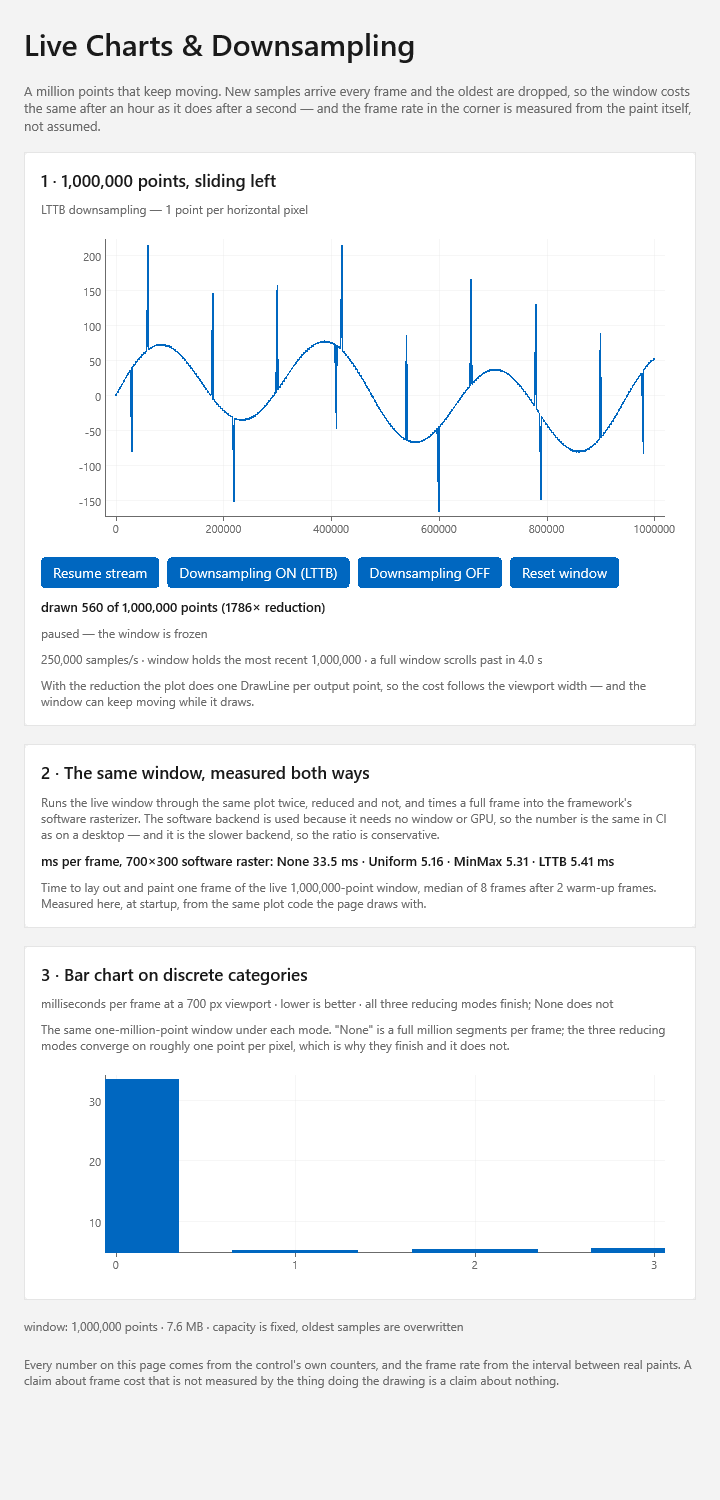 Live Charts & Downsampling
A million points that keep moving. New samples arrive every frame and the oldest are dropped, so the window costs
the same after an hour as it does after a second — and the frame rate in the corner is measured from the paint itself,
not assumed.
1 · 1,000,000 points, sliding left
LTTB downsampling — 1 point per horizontal pixel
200
150
100
50
0
-50
-100
-150
0 200000 400000 600000 800000 1000000
Resume stream Downsampling ON (LTTB) Downsampling OFF Reset window
drawn 560 of 1,000,000 points (1786× reduction)
paused — the window is frozen
250,000 samples/s · window holds the most recent 1,000,000 · a full window scrolls past in 4.0 s
With the reduction the plot does one DrawLine per output point, so the cost follows the viewport width — and the
window can keep moving while it draws.
2 · The same window, measured both ways
Runs the live window through the same plot twice, reduced and not, and times a full frame into the framework's
software rasterizer. The software backend is used because it needs no window or GPU, so the number is the same in CI
as on a desktop — and it is the slower backend, so the ratio is conservative.
ms per frame, 700×300 software raster: None 33.5 ms · Uniform 5.16 · MinMax 5.31 · LTTB 5.41 ms
Time to lay out and paint one frame of the live 1,000,000-point window, median of 8 frames after 2 warm-up frames.
Measured here, at startup, from the same plot code the page draws with.
3 · Bar chart on discrete categories
milliseconds per frame at a 700 px viewport · lower is better · all three reducing modes finish; None does not
The same one-million-point window under each mode. "None" is a full million segments per frame; the three reducing
modes converge on roughly one point per pixel, which is why they finish and it does not.
30
20
10
0 1 2 3
window: 1,000,000 points · 7.6 MB · capacity is fixed, oldest samples are overwritten
Every number on this page comes from the control's own counters, and the frame rate from the interval between real paints. A
claim about frame cost that is not measured by the thing doing the drawing is a claim about nothing.